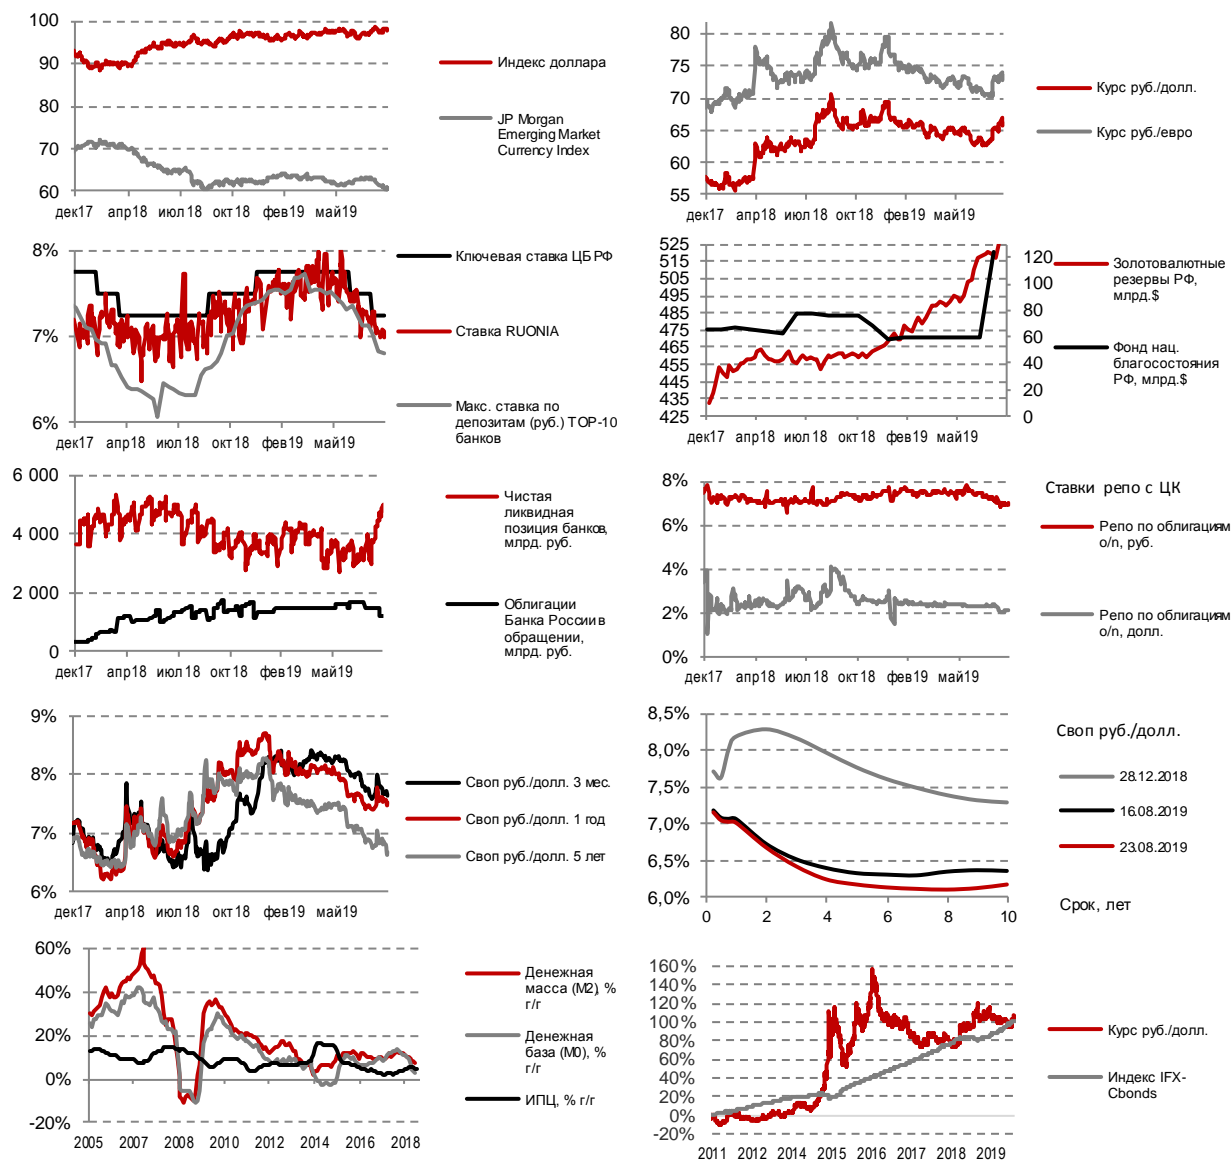 100
90
80
70
60
дек17
апр18
июл18
окт18
фев19
май19
Индекс доллара
JP Morgan
Emerging Market
Currency Index
80
75
70
65
60
55
дек17
апр18
июл18
окт18
фев19
май19
Курс руб./долл.
Курс руб./евро
8%
7%
6%
дек17
апр18
июл18
окт18
фев19
май19
Ключевая ставка ЦБ РФ
Ставка RUONIA
Макс. ставка по
депозитам (руб.) TOP-10
банков
525
515
505
495
485
475
465
455
445
435
425
120
100
80
60
40
20
0
дек17
апр18
июл18
окт18
фев19
май19
Золотовалютные
резервы РФ,
млрд.$
Фонд нац.
благосостояния
РФ, млрд.$
6 000
4 000
2 000
0
дек17
апр18
июл18
окт18
фев19
май19
Чистая
ликвидная
позиция банков,
млрд. руб.
Облигации
Банка России в
обращении,
млрд. руб.
8%
6%
4%
2%
0%
дек17
апр18
июл18
окт18
фев19
май19
Ставки репо с ЦК
Репо по облигациям
o/n, руб.
Репо по облигациям
o/n, долл.
9%
8%
7%
6%
дек17
апр18
июл18
окт18
фев19
май19
Своп руб./долл. 3 мес.
Своп руб./долл. 1 год
Своп руб./долл. 5 лет
8,5%
8,0%
7,5%
7,0%
6,5%
6,0%
0
2
4
6
8
10
Своп руб./долл.
28.12.2018
16.08.2019
23.08.2019
Срок, лет
60%
40%
20%
0%
-20%
2005
2007
2008
2010
2012
2014
2016
2018
Денежная
масса (M2), %
г/г
Денежная
база (M0), %
г/г
ИПЦ, % г/г
160%
140%
120%
100%
80%
60%
40%
20%
0%
-20%
2011
2012
2014
2015
2016
2017
2018
2019
Курс руб./долл.
Индекс IFX-
Cbonds